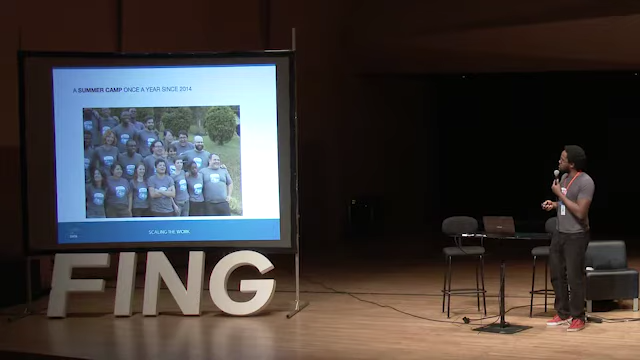 A SUMMER CAMP ONCE A YEAR SINCE 2014
SCALING THE WORK
FING